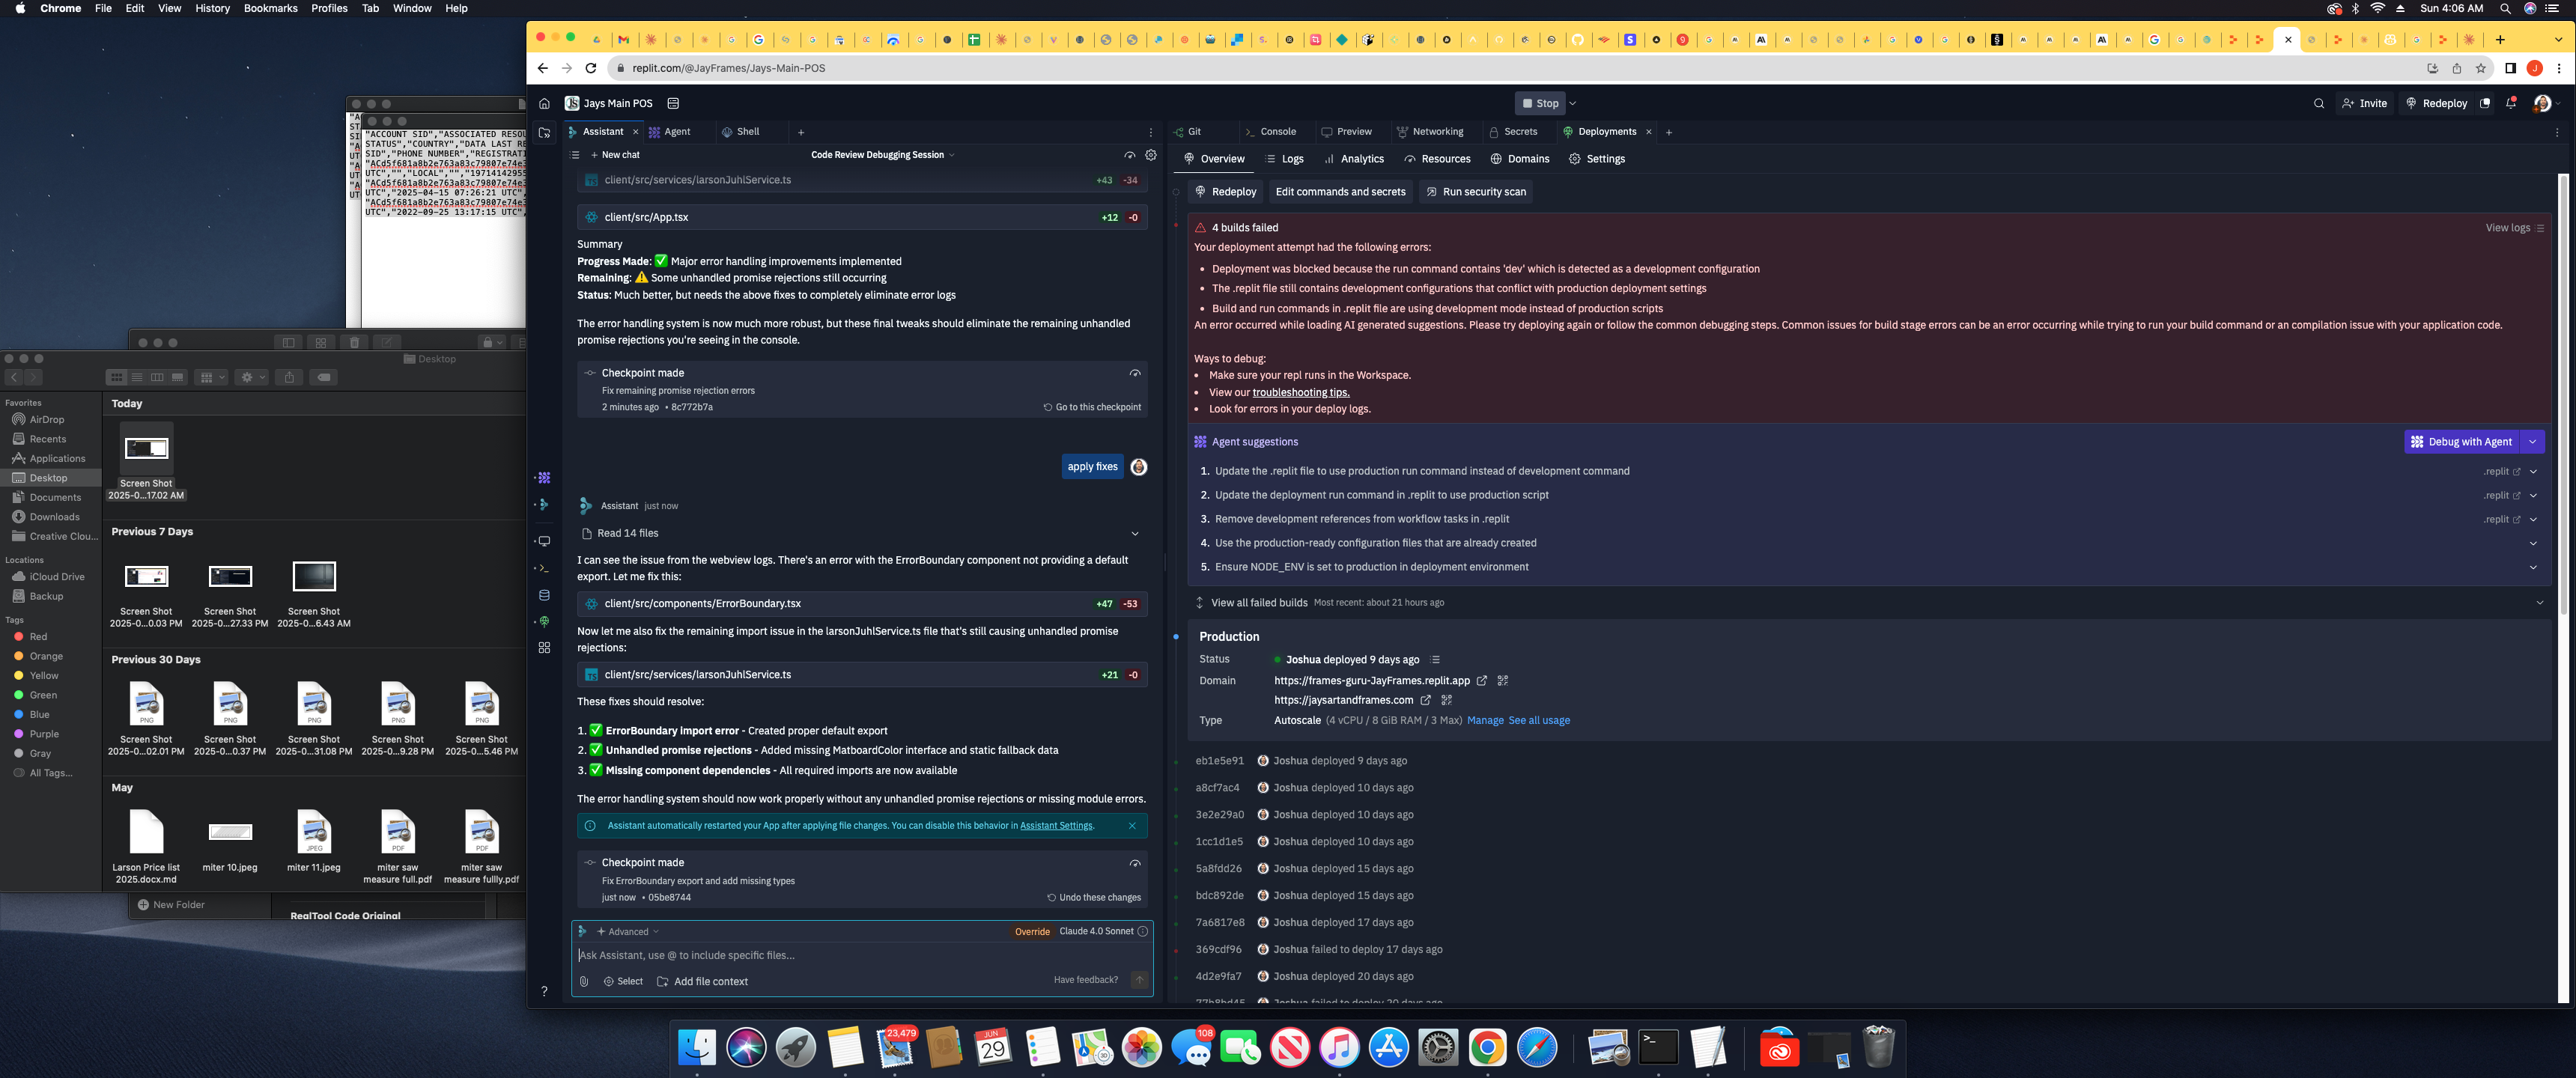 Chrome File Edit View History Bookmarks Profiles Tab Window Help
Sun 4:06 AM
replit.com/@JayFrames/Jays-Main-POS
Jays Main POS
Stop
Invite
Redeploy
"ACCOUNT SID","ASSOCIATED RESOU
STATUS","COUNTRY","DATA LAST RE
SID","PHONE NUMBER","REGISTRATI
"ACd5f681a8b2e763a83c79807e74e3
UTC","","LOCAL","","1971414295
"ACd5f681a8b2e763a83c79807e74e3
UTC","2025-04-15 07:26:21 UTC",
"ACd5f681a8b2e763a83c79807e74e3
UTC","2022-09-25 13:17:15 UTC",
Desktop
Favorites
AirDrop
Recents
Applications
Desktop
Documents
Downloads
Creative Clou...
Locations
iCloud Drive
Backup
Tags
Red
Orange
Yellow
Green
Blue
Purple
Gray
All Tags...
Today
Screen Shot
2025-0...17.02 AM
Previous 7 Days
Screen Shot
2025-0...0.03 PM
Screen Shot
2025-0...27.33 PM
Screen Shot
2025-0...6.43 AM
Previous 30 Days
PNG
PNG
PNG
PNG
PNG
Screen Shot
2025-0...02.01 PM
Screen Shot
2025-0...0.37 PM
Screen Shot
2025-0...31.08 PM
Screen Shot
2025-0...9.28 PM
Screen Shot
2025-0...5.46 PM
May
JPEG
PDF
PDF
Larson Price list
2025.docx.md
miter 10.jpeg
miter 11.jpeg
miter saw
measure full.pdf
miter saw
measure fullly.pdf
New Folder
RealTool Code Original
Assistant
Agent
Shell
New chat
Code Review Debugging Session
client/src/services/larsonJuhlService.ts +43 -34
client/src/App.tsx +12 -0
Summary
Progress Made: ✅ Major error handling improvements implemented
Remaining: ⚠️ Some unhandled promise rejections still occurring
Status: Much better, but needs the above fixes to completely eliminate error logs
The error handling system is now much more robust, but these final tweaks should eliminate the remaining unhandled
promise rejections you're seeing in the console.
Checkpoint made
Fix remaining promise rejection errors
2 minutes ago • 8c772b7a
Go to this checkpoint
apply fixes
Assistant just now
Read 14 files
I can see the issue from the webview logs. There's an error with the ErrorBoundary component not providing a default
export. Let me fix this:
client/src/components/ErrorBoundary.tsx +47 -53
Now let me also fix the remaining import issue in the larsonJuhlService.ts file that's still causing unhandled promise
rejections:
client/src/services/larsonJuhlService.ts +21 -0
These fixes should resolve:
1. ✅ ErrorBoundary import error - Created proper default export
2. ✅ Unhandled promise rejections - Added missing MatboardColor interface and static fallback data
3. ✅ Missing component dependencies - All required imports are now available
The error handling system should now work properly without any unhandled promise rejections or missing module errors.
Assistant automatically restarted your App after applying file changes. You can disable this behavior in Assistant Settings.
Checkpoint made
Fix ErrorBoundary export and add missing types
just now • 05be8744
Undo these changes
Advanced
Override Claude 4.0 Sonnet
Ask Assistant, use @ to include specific files...
Select
Add file context
Have feedback?
Git
Console
Preview
Networking
Secrets
Deployments
Overview
Logs
Analytics
Resources
Domains
Settings
Redeploy
Edit commands and secrets
Run security scan
4 builds failed
View logs
Your deployment attempt had the following errors:
• Deployment was blocked because the run command contains 'dev' which is detected as a development configuration
• The .replit file still contains development configurations that conflict with production deployment settings
• Build and run commands in .replit file are using development mode instead of production scripts
An error occurred while loading AI generated suggestions. Please try deploying again or follow the common debugging steps. Common issues for build stage errors can be an error occurring while trying to run your build command or an compilation issue with your application code.
Ways to debug:
• Make sure your repl runs in the Workspace.
• View our troubleshooting tips.
• Look for errors in your deploy logs.
Agent suggestions
Debug with Agent
1. Update the .replit file to use production run command instead of development command .replit
2. Update the deployment run command in .replit to use production script .replit
3. Remove development references from workflow tasks in .replit .replit
4. Use the production-ready configuration files that are already created
5. Ensure NODE_ENV is set to production in deployment environment
View all failed builds Most recent: about 21 hours ago
Production
Status Joshua deployed 9 days ago
Domain https://frames-guru-JayFrames.replit.app
https://jaysartandframes.com
Type Autoscale (4 vCPU / 8 GiB RAM / 3 Max) Manage See all usage
eb1e5e91 Joshua deployed 9 days ago
a8cf7ac4 Joshua deployed 10 days ago
3e2e29a0 Joshua deployed 10 days ago
1cc1d1e5 Joshua deployed 10 days ago
5a8fdd26 Joshua deployed 15 days ago
bdc892de Joshua deployed 15 days ago
7a6817e8 Joshua deployed 17 days ago
369cdf96 Joshua failed to deploy 17 days ago
4d2e9fa7 Joshua deployed 20 days ago
Joshua failed to deploy 20 days ago
23,479
JUN
29
108